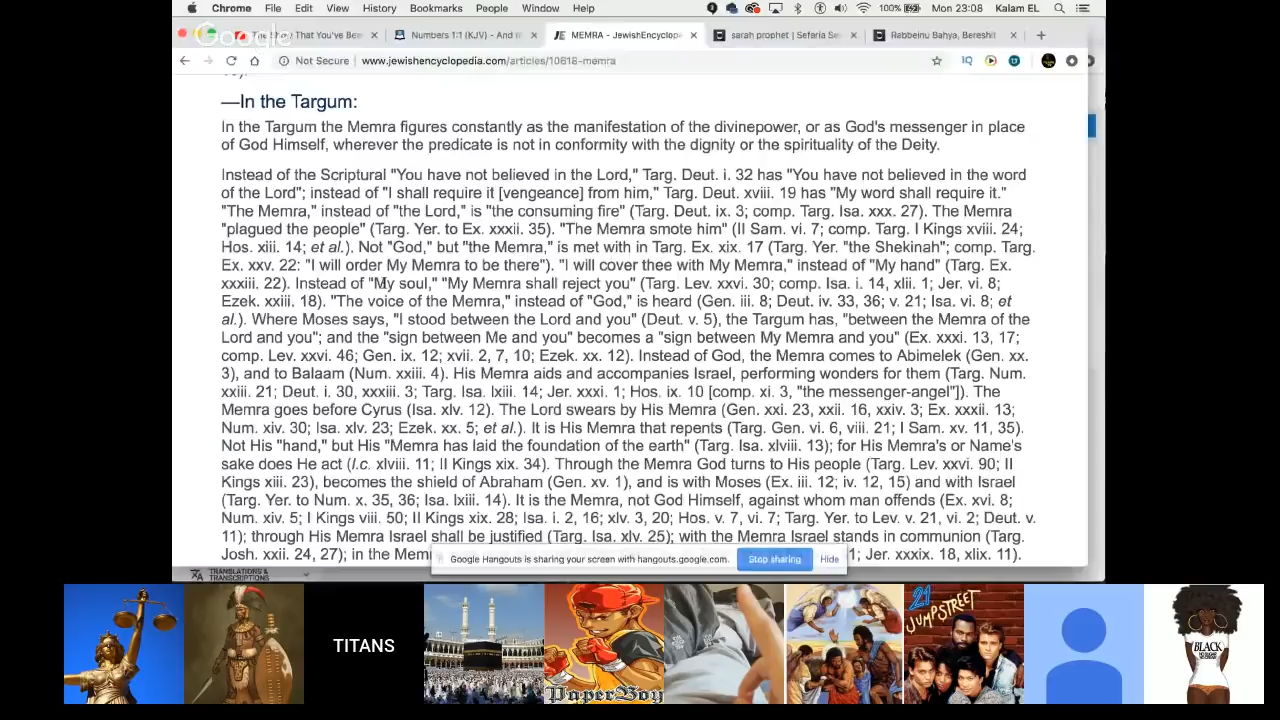 Chrome File Edit View History Bookmarks People Window Help 100% Mon 23:08 Kalam EL
Google
The Story That You've Bee Numbers 1:1 (KJV) - And t MEMRA - JewishEncyclope sarah prophet | Sefaria Se Rabbeinu Bahya, Bereshit
Not Secure | www.jewishencyclopedia.com/articles/10618-memra
—In the Targum:
In the Targum the Memra figures constantly as the manifestation of the divinepower, or as God's messenger in place
of God Himself, wherever the predicate is not in conformity with the dignity or the spirituality of the Deity.
Instead of the Scriptural "You have not believed in the Lord," Targ. Deut. i. 32 has "You have not believed in the word
of the Lord"; instead of "I shall require it [vengeance] from him," Targ. Deut. xviii. 19 has "My word shall require it."
"The Memra," instead of "the Lord," is "the consuming fire" (Targ. Deut. ix. 3; comp. Targ. Isa. xxx. 27). The Memra
"plagued the people" (Targ. Yer. to Ex. xxxii. 35). "The Memra smote him" (II Sam. vi. 7; comp. Targ. I Kings xviii. 24;
Hos. xiii. 14; et al.). Not "God," but "the Memra," is met with in Targ. Ex. xix. 17 (Targ. Yer. "the Shekinah"; comp. Targ.
Ex. xxv. 22: "I will order My Memra to be there"). "I will cover thee with My Memra," instead of "My hand" (Targ. Ex.
xxxiii. 22). Instead of "My soul," "My Memra shall reject you" (Targ. Lev. xxvi. 30; comp. Isa. i. 14, xlii. 1; Jer. vi. 8;
Ezek. xxiii. 18). "The voice of the Memra," instead of "God," is heard (Gen. iii. 8; Deut. iv. 33, 36; v. 21; Isa. vi. 8; et
al.). Where Moses says, "I stood between the Lord and you" (Deut. v. 5), the Targum has, "between the Memra of the
Lord and you"; and the "sign between Me and you" becomes a "sign between My Memra and you" (Ex. xxxi. 13, 17;
comp. Lev. xxvi. 46; Gen. ix. 12; xvii. 2, 7, 10; Ezek. xx. 12). Instead of God, the Memra comes to Abimelek (Gen. xx.
3), and to Balaam (Num. xxiii. 4). His Memra aids and accompanies Israel, performing wonders for them (Targ. Num.
xxiii. 21; Deut. i. 30, xxxiii. 3; Targ. Isa. lxiii. 14; Jer. xxxi. 1; Hos. ix. 10 [comp. xi. 3, "the messenger-angel"]). The
Memra goes before Cyrus (Isa. xlv. 12). The Lord swears by His Memra (Gen. xxi. 23, xxii. 16, xxiv. 3; Ex. xxxii. 13;
Num. xiv. 30; Isa. xlv. 23; Ezek. xx. 5; et al.). It is His Memra that repents (Targ. Gen. vi. 6, viii. 21; I Sam. xv. 11, 35).
Not His "hand," but His "Memra has laid the foundation of the earth" (Targ. Isa. xlviii. 13); for His Memra's or Name's
sake does He act (l.c. xlviii. 11; II Kings xix. 34). Through the Memra God turns to His people (Targ. Lev. xxvi. 90; II
Kings xiii. 23), becomes the shield of Abraham (Gen. xv. 1), and is with Moses (Ex. iii. 12; iv. 12, 15) and with Israel
(Targ. Yer. to Num. x. 35, 36; Isa. lxiii. 14). It is the Memra, not God Himself, against whom man offends (Ex. xvi. 8;
Num. xiv. 5; I Kings viii. 50; II Kings xix. 28; Isa. i. 2, 16; xlv. 3, 20; Hos. v. 7, vi. 7; Targ. Yer. to Lev. v. 21, vi. 2; Deut. v.
11); through His Memra Israel shall be justified (Targ. Isa. xlv. 25); with the Memra Israel stands in communion (Targ.
Josh. xxii. 24, 27); in the Mem 1; Jer. xxxix. 18, xlix. 11).
Google Hangouts is sharing your screen with hangouts.google.com. Stop sharing Hide
TRANSLATIONS &
TRANSCRIPTIONS
TITANS
PaperBoy
21
JUMPSTREET
BLACK